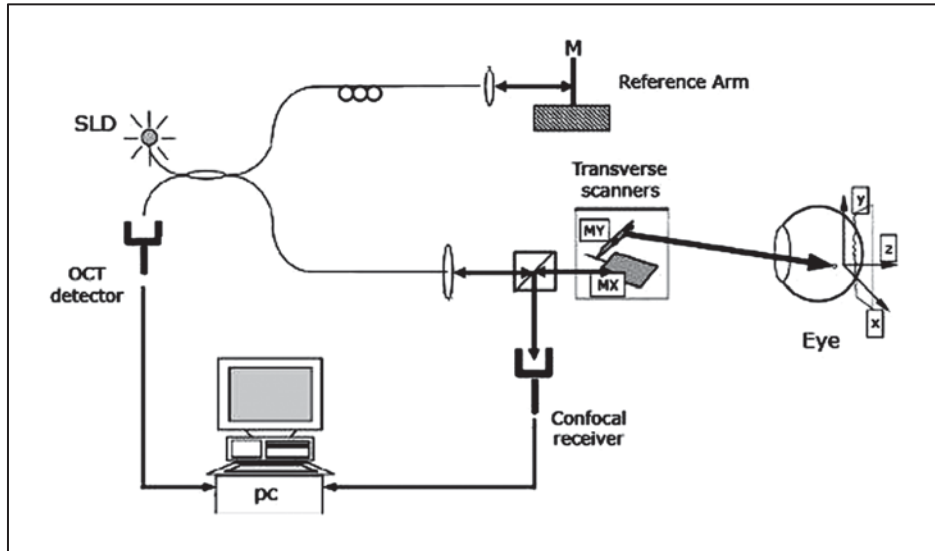 M
Reference Arm
SLD
Transverse
scanners
MY
MX
y
z
x
Eye
OCT
detector
Confocal
receiver
pc